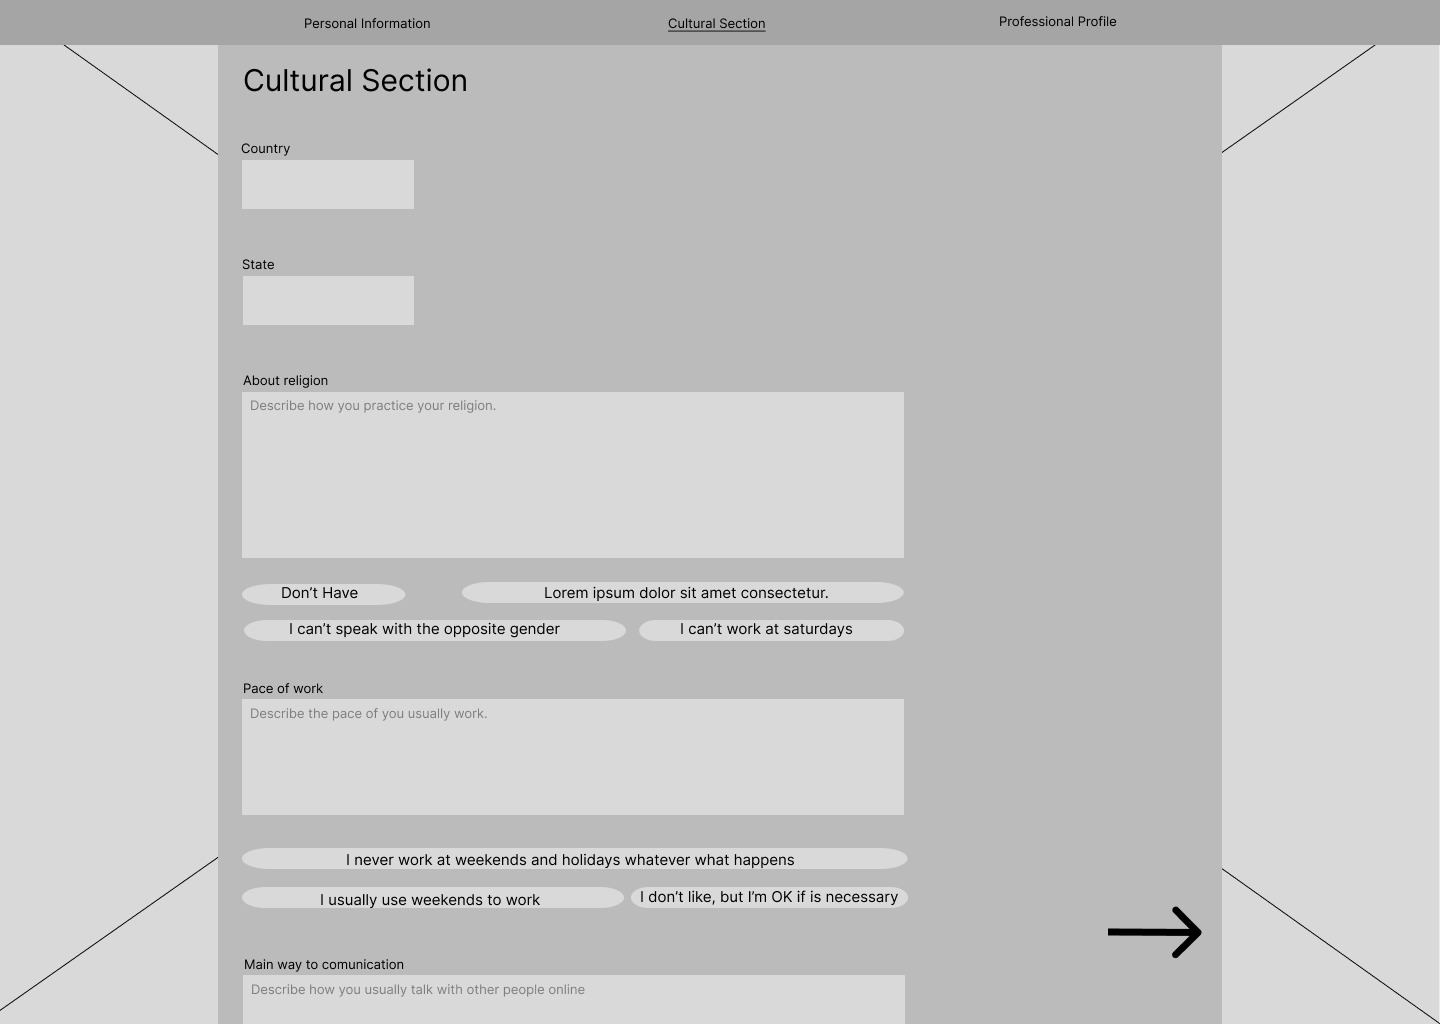 Personal Information
Cultural Section
Professional Profile
Cultural Section
Country
State
About religion
Describe how you practice your religion.
Don’t Have
Lorem ipsum dolor sit amet consectetur.
I can’t speak with the opposite gender
I can’t work at saturdays
Pace of work
Describe the pace of you usually work.
I never work at weekends and holidays whatever what happens
I usually use weekends to work
I don’t like, but I’m OK if is necessary
Main way to comunication
Describe how you usually talk with other people online